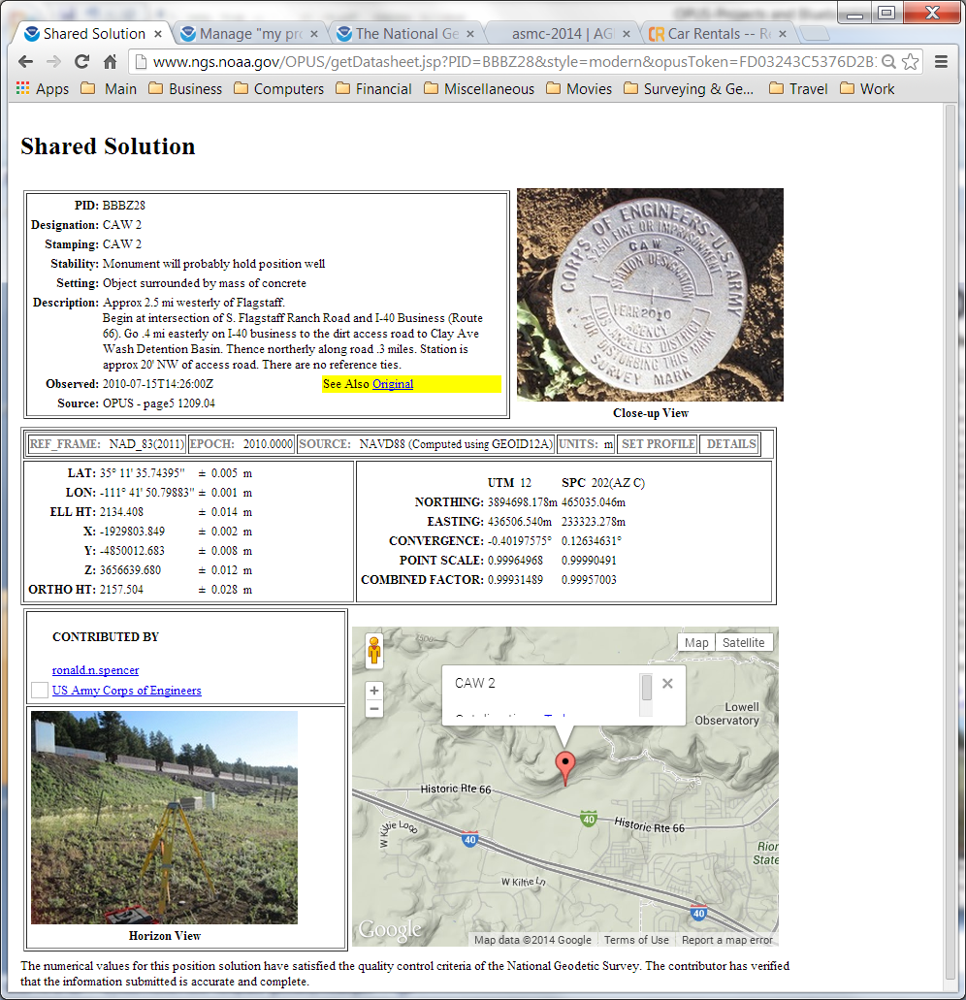 Shared Solution
Manage "my pr
The National Ge
asmc-2014 | AG
Car Rentals -- R
www.ngs.noaa.gov/OPUS/getDatasheet.jsp?PID=BBBZ28&style=modern&opusToken=FD03243C5376D2B
Apps Main Business Computers Financial Miscellaneous Movies Surveying & Ge... Travel Work
Shared Solution
PID: BBBZ28
Designation: CAW 2
Stamping: CAW 2
Stability: Monument will probably hold position well
Setting: Object surrounded by mass of concrete
Description: Approx 2.5 mi westerly of Flagstaff.
Begin at intersection of S. Flagstaff Ranch Road and I-40 Business (Route
66). Go .4 mi easterly on I-40 business to the dirt access road to Clay Ave
Wash Detention Basin. Thence northerly along road .3 miles. Station is
approx 20' NW of access road. There are no reference ties.
Observed: 2010-07-15T14:26:00Z See Also Original
Source: OPUS - page5 1209.04
CORPS OF ENGINEERS-U.S. ARMY
$250 FINE OR IMPRISONMENT
CAW 2
STATION DESIGNATION
YEAR 2010
AGENCY
LOS ANGELES DISTRICT
FOR DISTURBING THIS MARK
SURVEY MARK
Close-up View
REF_FRAME: NAD_83(2011) EPOCH: 2010.0000 SOURCE: NAVD88 (Computed using GEOID12A) UNITS: m SET PROFILE DETAILS
LAT: 35° 11' 35.74395" ± 0.005 m
LON: -111° 41' 50.79883" ± 0.001 m
ELL HT: 2134.408 ± 0.014 m
X: -1929803.849 ± 0.002 m
Y: -4850012.683 ± 0.008 m
Z: 3656639.680 ± 0.012 m
ORTHO HT: 2157.504 ± 0.028 m
UTM 12 SPC 202(AZ C)
NORTHING: 3894698.178m 465035.046m
EASTING: 436506.540m 233323.278m
CONVERGENCE: -0.40197575° 0.12634631°
POINT SCALE: 0.99964968 0.99990491
COMBINED FACTOR: 0.99931489 0.99957003
CONTRIBUTED BY
ronald.n.spencer
US Army Corps of Engineers
Horizon View
7500
Map Satellite
CAW 2
Lowell
Observatory
Historic Rte 66
40
Historic Rte 66
W Kiltie Loop
40
Rior
State
W Kiltie Ln
40
Google
Map data ©2014 Google Terms of Use Report a map error
The numerical values for this position solution have satisfied the quality control criteria of the National Geodetic Survey. The contributor has verified
that the information submitted is accurate and complete.